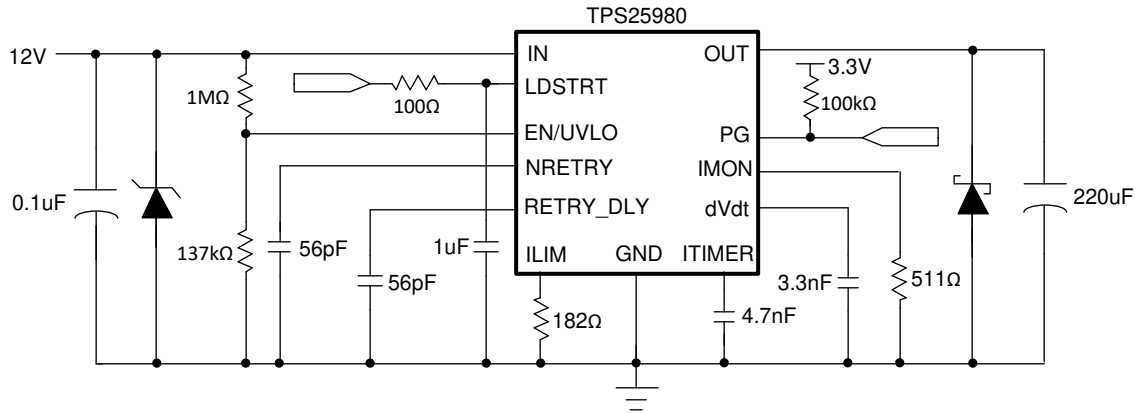 TPS25980
12V
IN
OUT
3.3V
LDSTRT
1MΩ
100Ω
100kΩ
EN/UVLO
PG
NRETRY
IMON
0.1uF
RETRY_DLY
dVdt
220uF
137kΩ
56pF
1uF
ILIM
GND
ITIMER
56pF
3.3nF
511Ω
182Ω
4.7nF